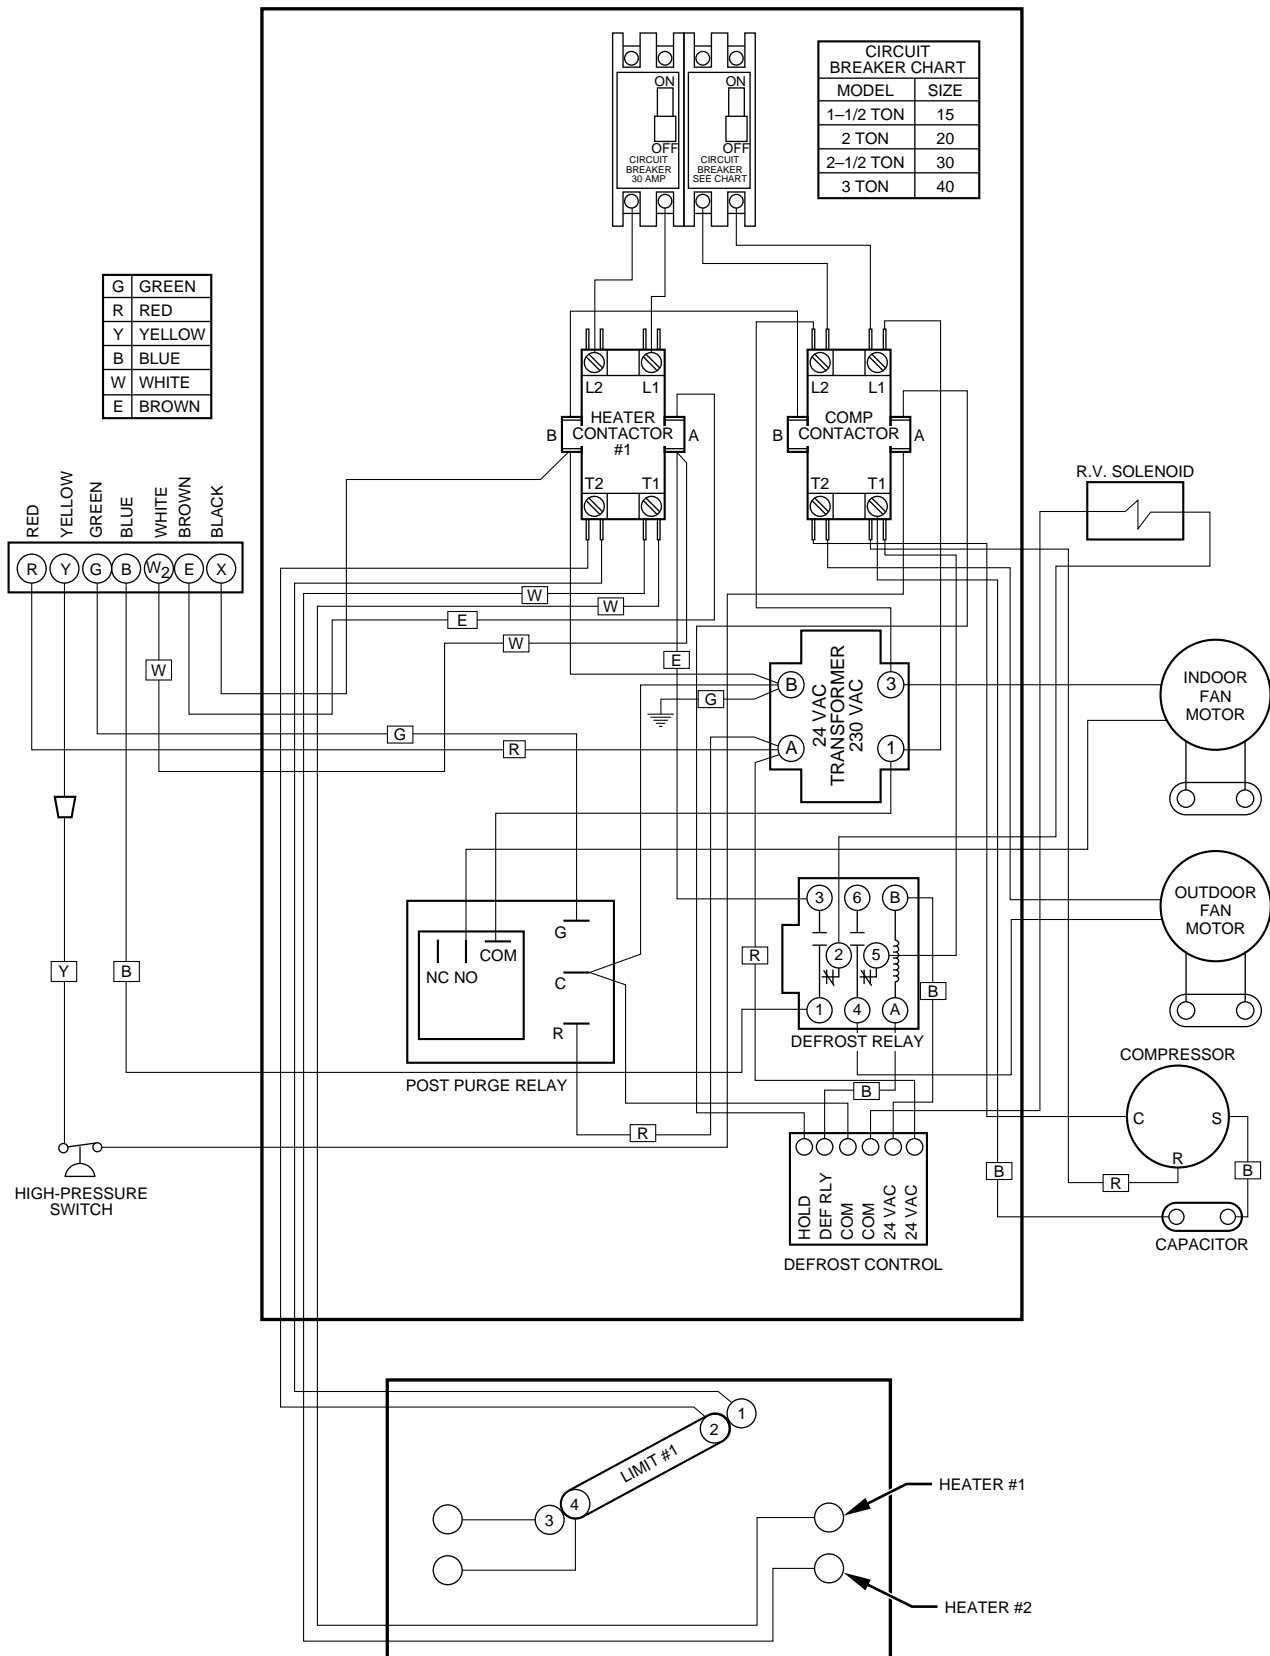 CIRCUIT
BREAKER CHART
MODEL SIZE
1–1/2 TON 15
2 TON 20
2–1/2 TON 30
3 TON 40
ON
OFF
CIRCUIT
BREAKER
30 AMP
ON
OFF
CIRCUIT
BREAKER
SEE CHART
G GREEN
R RED
Y YELLOW
B BLUE
W WHITE
E BROWN
L2 L1
HEATER
B CONTACTOR A
#1
T2 T1
L2 L1
COMP
B CONTACTOR A
T2 T1
R.V. SOLENOID
RED
YELLOW
GREEN
BLUE
WHITE
BROWN
BLACK
R Y G B W2 E X
W
W
E
W
W
E
G
G
R
B 3
A 1
24 VAC
TRANSFORMER
230 VAC
INDOOR
FAN
MOTOR
OUTDOOR
FAN
MOTOR
3 6 B
2 5
1 4 A
DEFROST RELAY
R
B
B
G
C
R
NC NO COM
POST PURGE RELAY
Y
B
R
HIGH-PRESSURE
SWITCH
HOLD
DEF RLY
COM
COM
24 VAC
24 VAC
DEFROST CONTROL
COMPRESSOR
C S
R
B
R
B
CAPACITOR
1
2
LIMIT #1
4
3
HEATER #1
HEATER #2